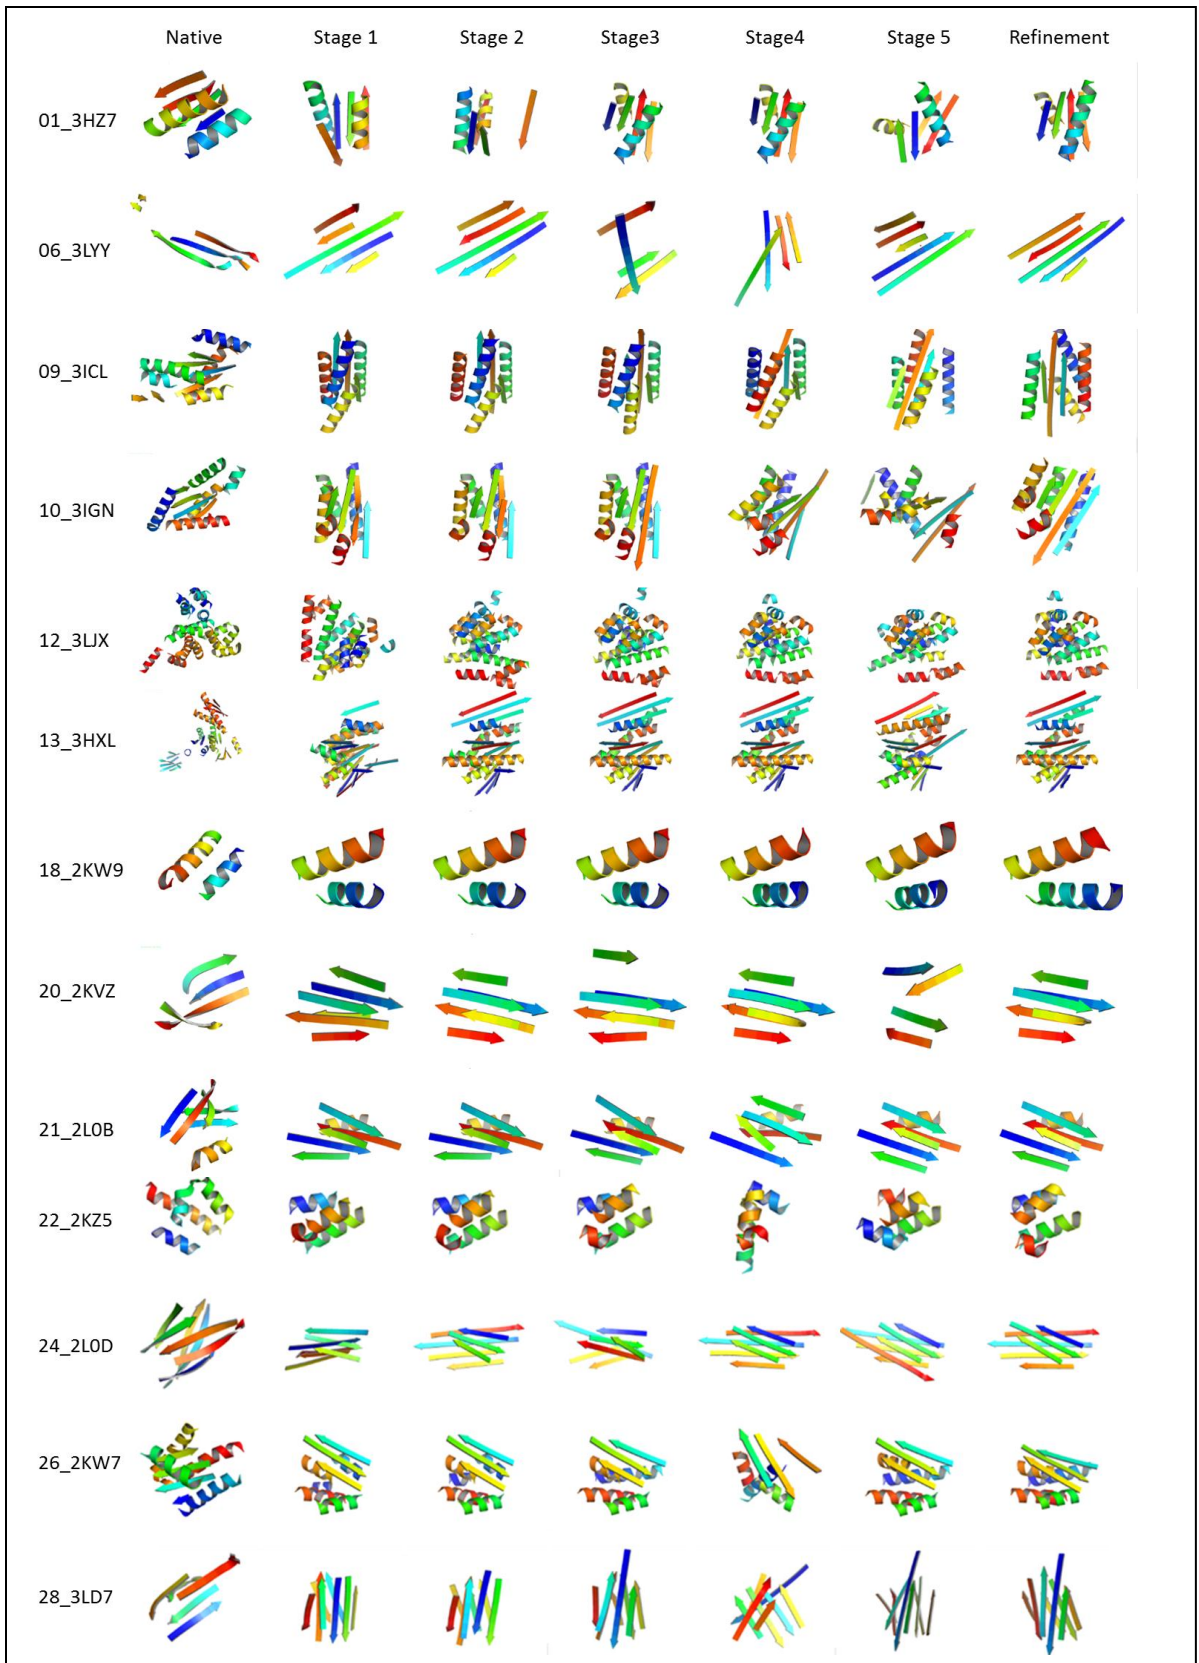 Native Stage 1 Stage 2 Stage3 Stage4 Stage 5 Refinement
01_3HZ7
06_3LYY
09_3ICL
10_3IGN
12_3LJX
13_3HXL
18_2KW9
20_2KVZ
21_2L0B
22_2KZ5
24_2L0D
26_2KW7
28_3LD7